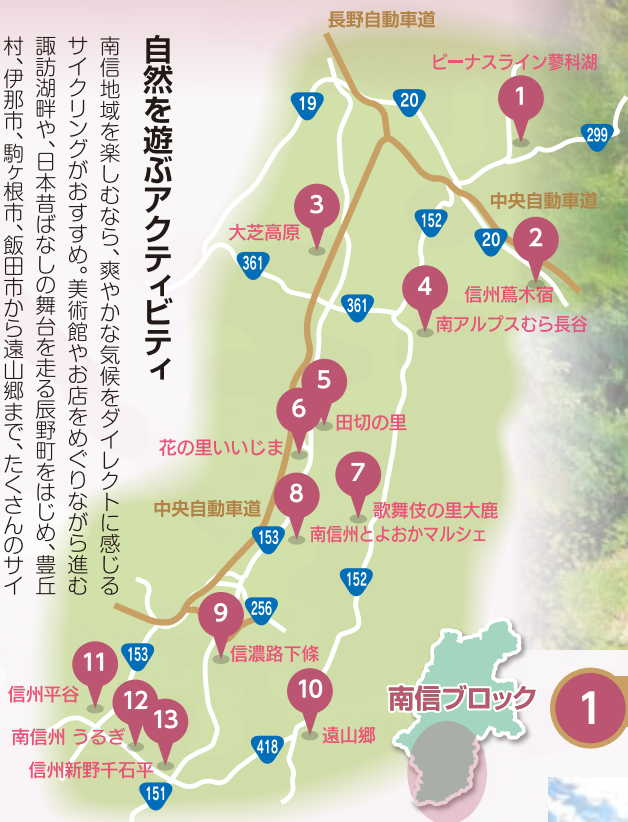 自然を遊ぶアクティビティ
南信地域を楽しむなら、爽やかな気候をダイレクトに感じる
サイクリングがおすすめ。美術館やお店をめぐりながら進む
諏訪湖畔や、日本昔ばなしの舞台を走る辰野町をはじめ、豊丘
村、伊那市、駒ヶ根市、飯田市から遠山郷まで、たくさんのサイ
長野自動車道
ビーナスライン蓼科湖
1
19
20
299
中央自動車道
3
大芝高原
152
20
2
361
信州蔦木宿
4
361
南アルプスむら長谷
5
田切の里
6
花の里いいじま
7
歌舞伎の里大鹿
8
中央自動車道
南信州とよおかマルシェ
153
152
9
256
信濃路下條
11
153
信州平谷
10
遠山郷
12
南信州 うるぎ
13
信州新野千石平
418
151
南信ブロック
1